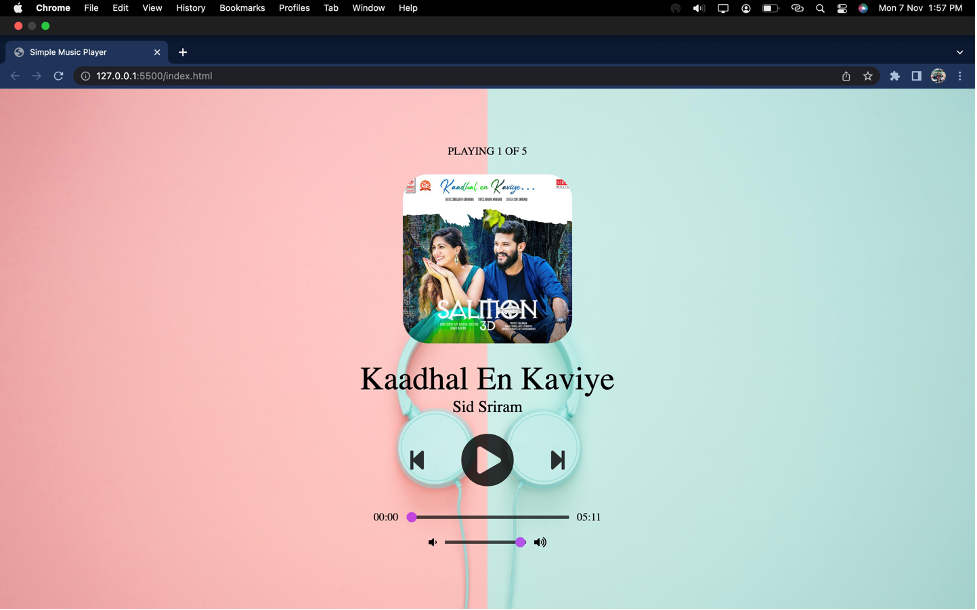 Chrome File Edit View History Bookmarks Profiles Tab Window Help Mon 7 Nov 1:57 PM
Simple Music Player
127.0.0.1:5500/index.html
PLAYING 1 OF 5
Kaadhal en Kaviye...
SALMON
3D
Kaadhal En Kaviye
Sid Sriram
00:00 05:11